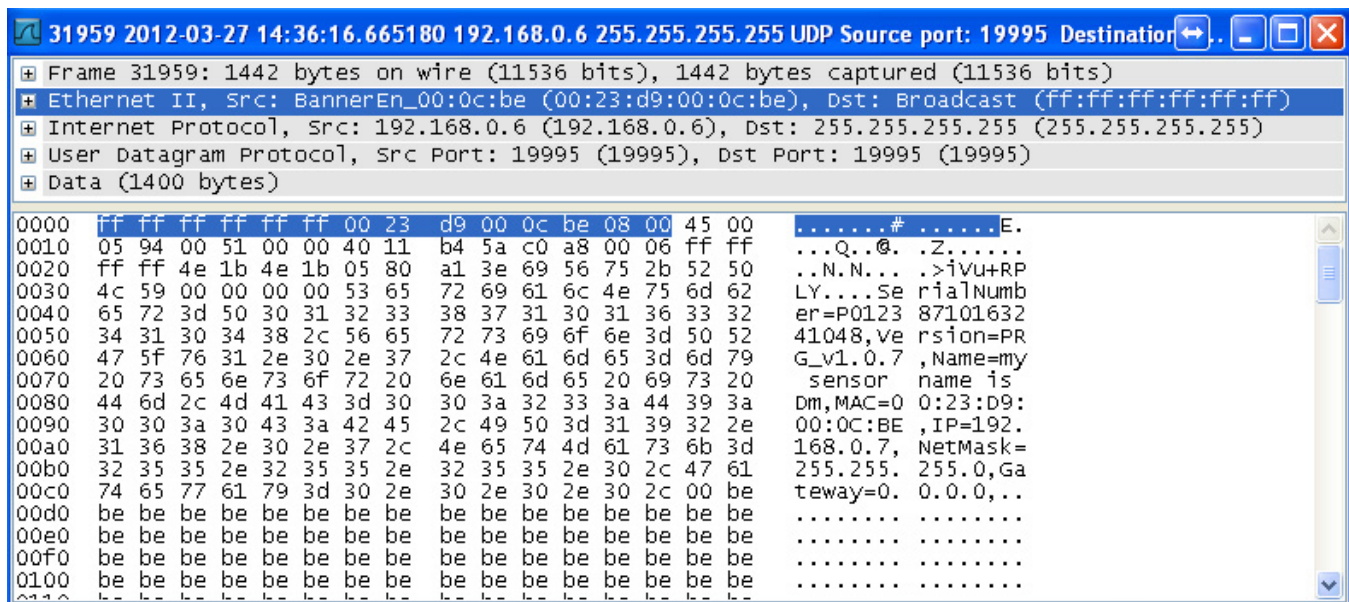 31959 2012-03-27 14:36:16.665180 192.168.0.6 255.255.255.255 UDP Source port: 19995 Destination
Frame 31959: 1442 bytes on wire (11536 bits), 1442 bytes captured (11536 bits)
Ethernet II, Src: BannerEn_00:0c:be (00:23:d9:00:0c:be), Dst: Broadcast (ff:ff:ff:ff:ff:ff)
Internet Protocol, Src: 192.168.0.6 (192.168.0.6), Dst: 255.255.255.255 (255.255.255.255)
User Datagram Protocol, Src Port: 19995 (19995), Dst Port: 19995 (19995)
Data (1400 bytes)
0000 ff ff ff ff ff ff 00 23 d9 00 0c be 08 00 45 00 .......# ......E.
0010 05 94 00 51 00 00 40 11 b4 5a c0 a8 00 06 ff ff ...Q..@. .Z......
0020 ff ff 4e 1b 4e 1b 05 80 a1 3e 69 56 75 2b 52 50 ..N.N... .>iVu+RP
0030 4c 59 00 00 00 00 53 65 72 69 61 6c 4e 75 6d 62 LY....Se rialNumb
0040 65 72 3d 50 30 31 32 33 38 37 31 30 31 36 33 32 er=P0123 87101632
0050 34 31 30 34 38 2c 56 65 72 73 69 6f 6e 3d 50 52 41048,Ve rsion=PR
0060 47 5f 76 31 2e 30 2e 37 2c 4e 61 6d 65 3d 6d 79 G_v1.0.7 ,Name=my
0070 20 73 65 6e 73 6f 72 20 6e 61 6d 65 20 69 73 20 sensor name is
0080 44 6d 2c 4d 41 43 3d 30 30 3a 32 33 3a 44 39 3a Dm,MAC=0 0:23:D9:
0090 30 30 3a 30 43 3a 42 45 2c 49 50 3d 31 39 32 2e 00:0C:BE ,IP=192.
00a0 31 36 38 2e 30 2e 37 2c 4e 65 74 4d 61 73 6b 3d 168.0.7, NetMask=
00b0 32 35 35 2e 32 35 35 2e 32 35 35 2e 30 2c 47 61 255.255. 255.0,Ga
00c0 74 65 77 61 79 3d 30 2e 30 2e 30 2e 30 2c 00 be teway=0. 0.0.0,..
00d0 be be be be be be be be be be be be be be be be ........ ........
00e0 be be be be be be be be be be be be be be be be ........ ........
00f0 be be be be be be be be be be be be be be be be ........ ........
0100 be be be be be be be be be be be be be be be be ........ ........